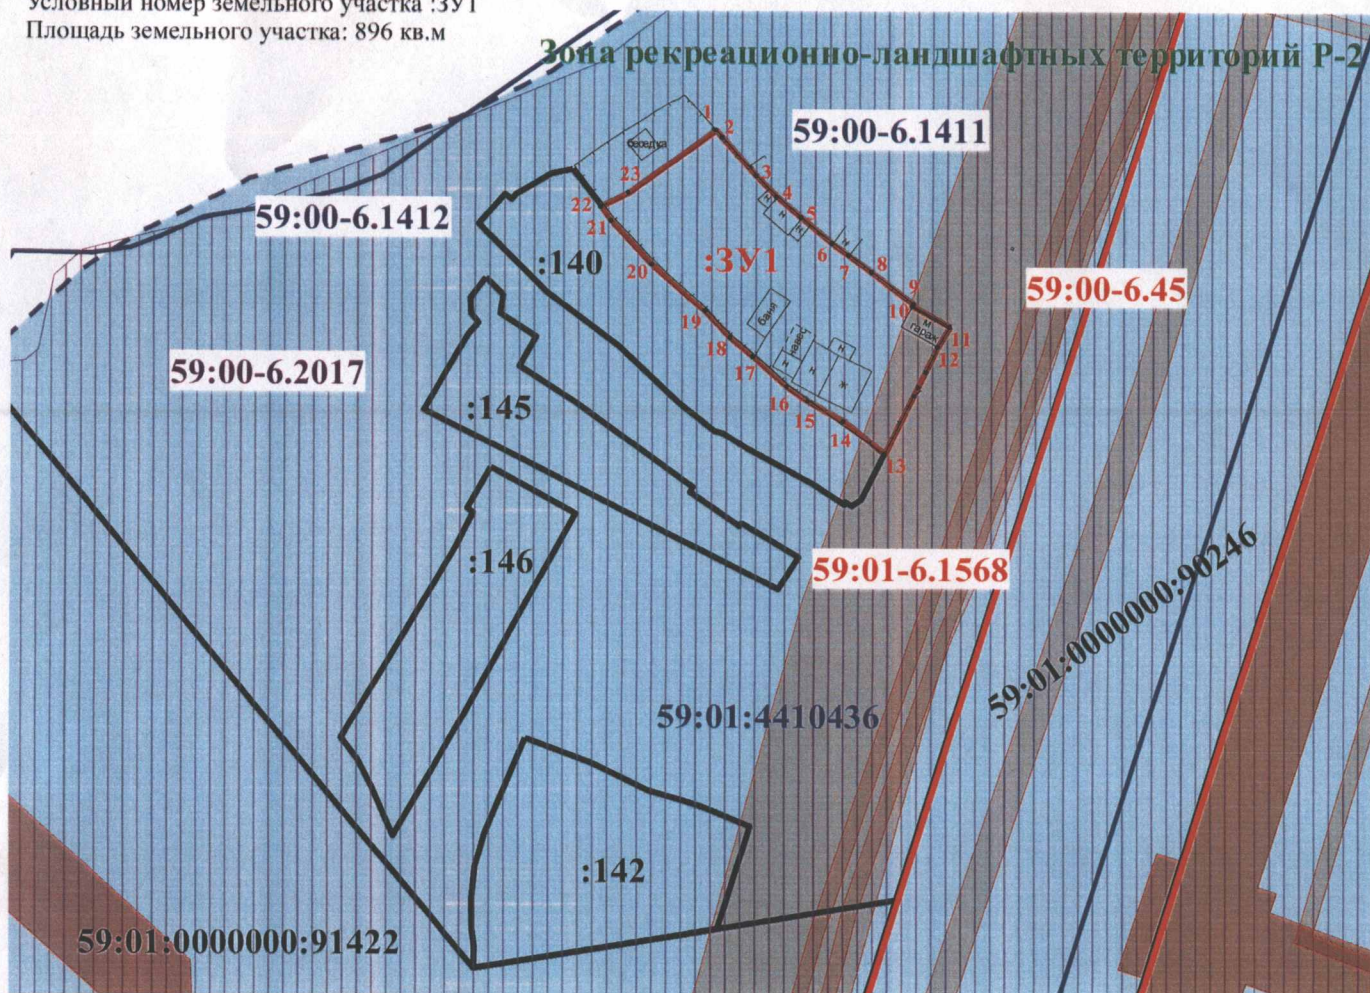 Условный номер земельного участка :ЗУ1
Площадь земельного участка: 896 кв.м
Зона рекреационно-ландшафтных территорий Р-2
59:00-6.1411
59:00-6.1412
59:00-6.45
59:00-6.2017
59:01-6.1568
59:01:4410436
59:01:0000000:90246
59:01:0000000:91422
:ЗУ1
:140
:145
:146
:142
беседка
баня
навес
м
гараж
ж
н
н
н
н
н
н
н
1
2
3
4
5
6
7
8
9
10
11
12
13
14
15
16
17
18
19
20
21
22
23